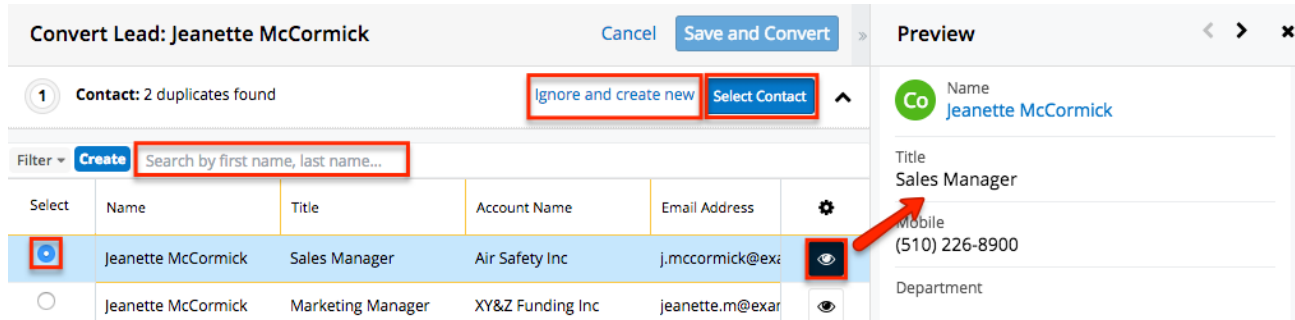 Convert Lead: Jeanette McCormick Cancel Save and Convert » Preview
1 Contact: 2 duplicates found Ignore and create new Select Contact
Filter Create Search by first name, last name...
Select Name Title Account Name Email Address
Jeanette McCormick Sales Manager Air Safety Inc j.mccormick@exa
Jeanette McCormick Marketing Manager XY&Z Funding Inc jeanette.m@exar
Co Name
Jeanette McCormick
Title
Sales Manager
Mobile
(510) 226-8900
Department